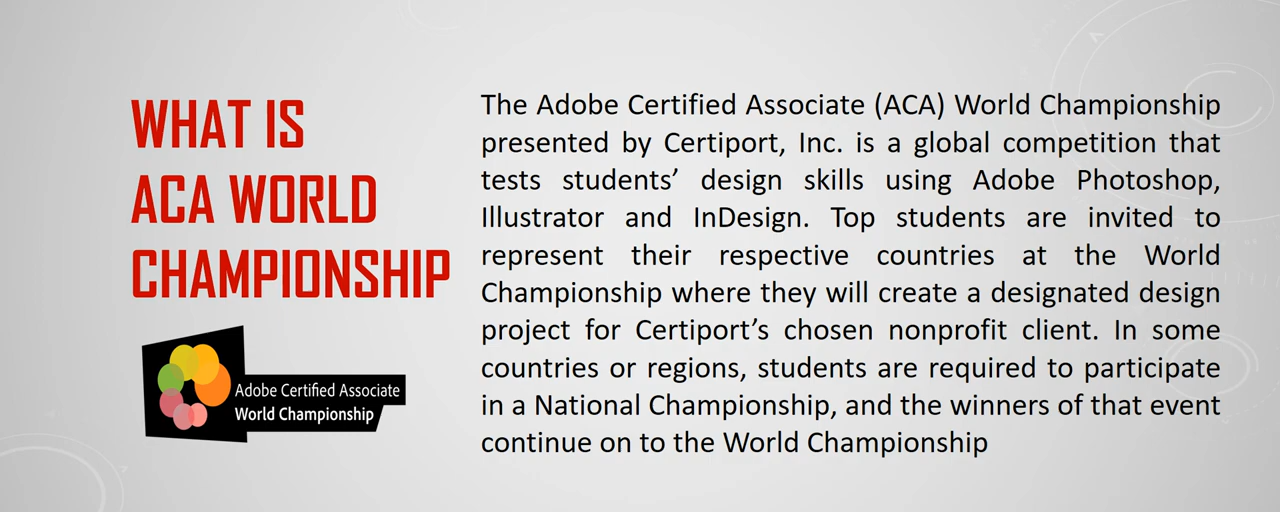 WHAT IS
ACA WORLD
CHAMPIONSHIP
Adobe Certified Associate
World Championship
The Adobe Certified Associate (ACA) World Championship
presented by Certiport, Inc. is a global competition that
tests students’ design skills using Adobe Photoshop,
Illustrator and InDesign. Top students are invited to
represent their respective countries at the World
Championship where they will create a designated design
project for Certiport’s chosen nonprofit client. In some
countries or regions, students are required to participate
in a National Championship, and the winners of that event
continue on to the World Championship